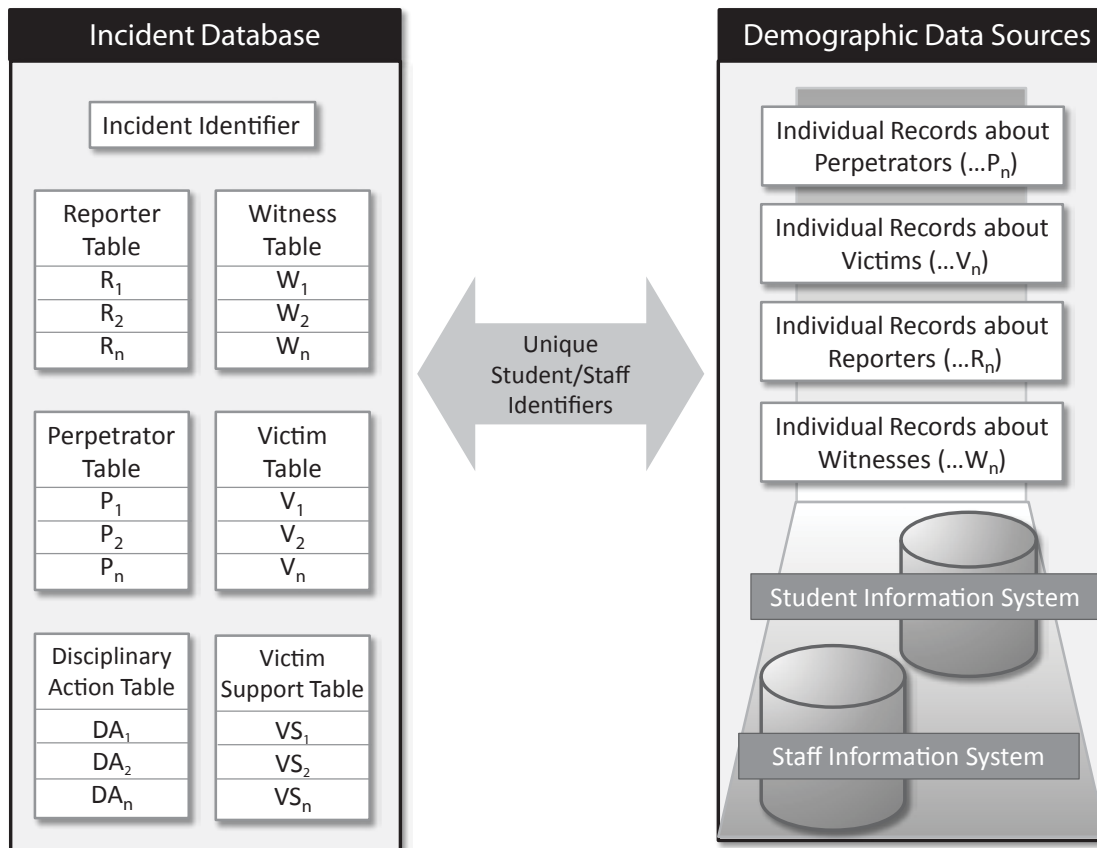 Incident Database
Incident Identifier
Reporter
Table
R₁
R₂
Rₙ
Witness
Table
W₁
W₂
Wₙ
Perpetrator
Table
P₁
P₂
Pₙ
Victim
Table
V₁
V₂
Vₙ
Disciplinary
Action Table
DA₁
DA₂
DAₙ
Victim
Support Table
VS₁
VS₂
VSₙ
Unique
Student/Staff
Identifiers
Demographic Data Sources
Individual Records about
Perpetrators (...Pₙ)
Individual Records about
Victims (...Vₙ)
Individual Records about
Reporters (...Rₙ)
Individual Records about
Witnesses (...Wₙ)
Student Information System
Staff Information System